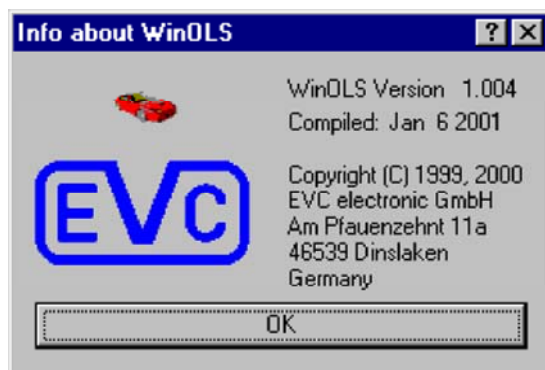 Info about WinOLS
WinOLS Version 1.004
Compiled: Jan 6 2001
EVC
Copyright (C) 1999, 2000
EVC electronic GmbH
Am Pfauenzehnt 11a
46539 Dinslaken
Germany
OK